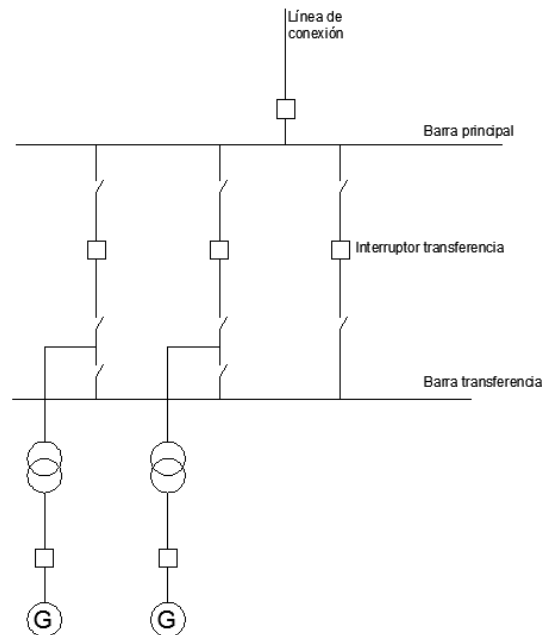 Línea de
conexión
Barra principal
Interruptor transferencia
Barra transferencia
G
G